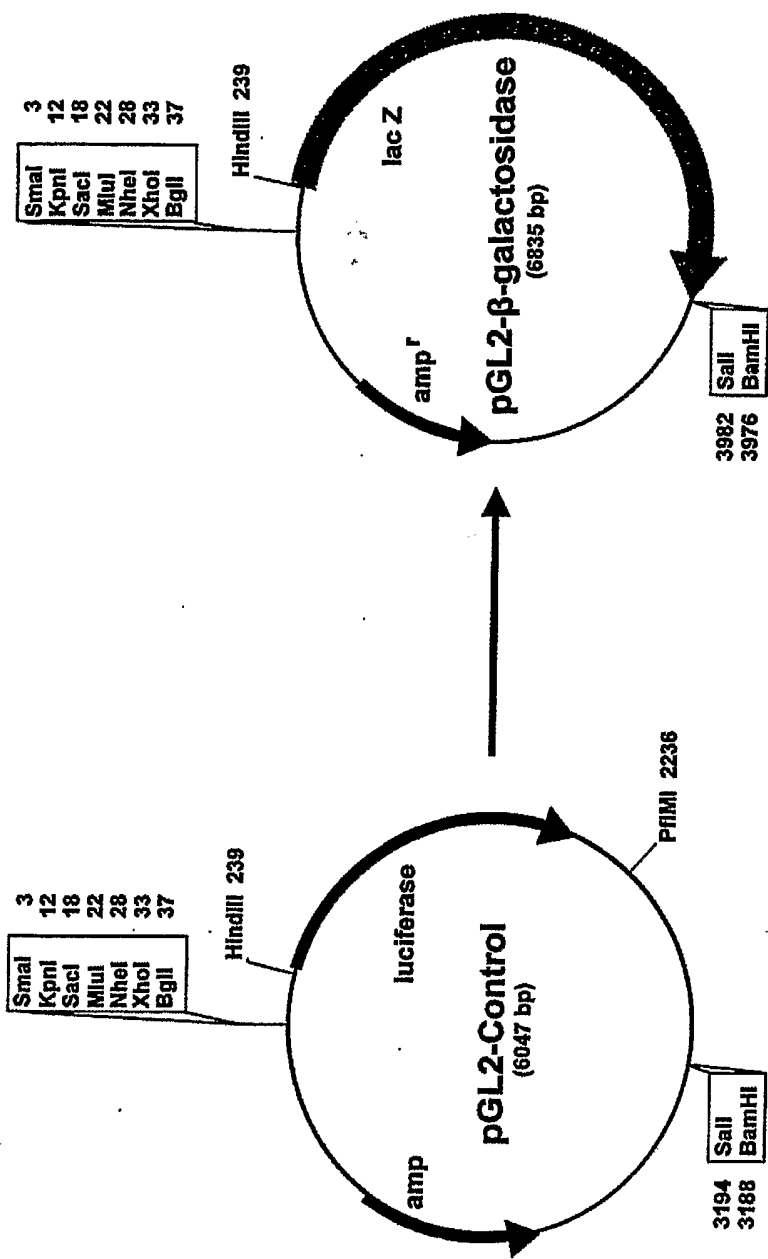 SmaI 3
KpnI 12
SacI 18
MluI 22
NheI 28
XhoI 33
BglI 37
HindIII 239
luciferase
amp
pGL2-Control
(6047 bp)
PflMI 2236
3194 SalI
3188 BamHI
SmaI 3
KpnI 12
SacI 18
MluI 22
NheI 28
XhoI 33
BglI 37
HindIII 239
lac Z
amp r
pGL2-β-galactosidase
(6835 bp)
3982 SalI
3976 BamHI